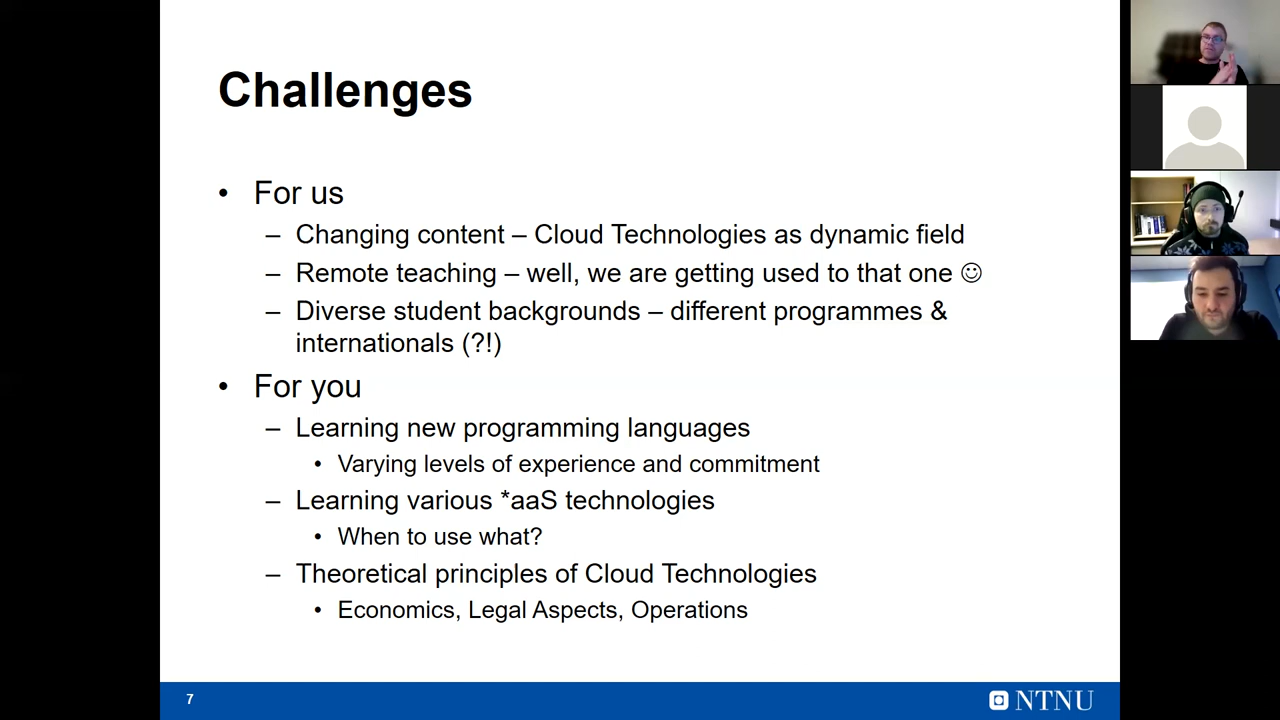 Challenges
• For us
– Changing content – Cloud Technologies as dynamic field
– Remote teaching – well, we are getting used to that one ☺
– Diverse student backgrounds – different programmes &
internationals (?!)
• For you
– Learning new programming languages
• Varying levels of experience and commitment
– Learning various *aaS technologies
• When to use what?
– Theoretical principles of Cloud Technologies
• Economics, Legal Aspects, Operations
7
NTNU